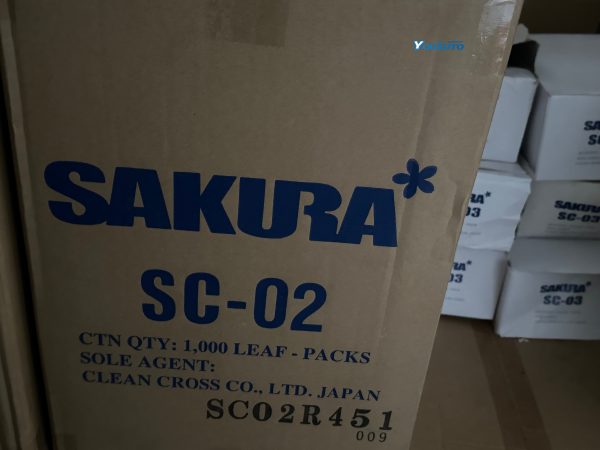 SAKURA
SC-02
CTN QTY: 1,000 LEAF - PACKS
SOLE AGENT:
CLEAN CROSS CO., LTD. JAPAN
SC02R451
009
SAKURA
SC-03
SAKURA
SC-03